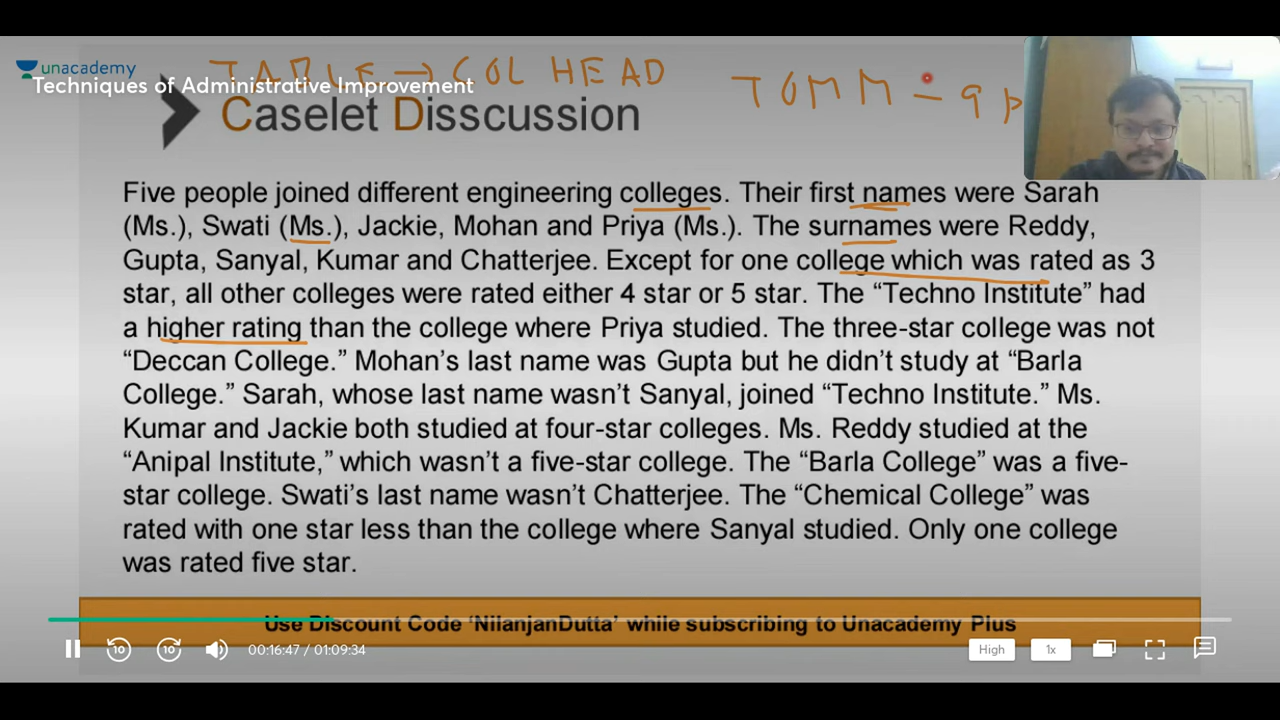 unacademy
TABLE → COL HEAD
Techniques of Administrative Improvement
TOMM - 9 P
Caselet Disscussion
Five people joined different engineering colleges. Their first names were Sarah
(Ms.), Swati (Ms.), Jackie, Mohan and Priya (Ms.). The surnames were Reddy,
Gupta, Sanyal, Kumar and Chatterjee. Except for one college which was rated as 3
star, all other colleges were rated either 4 star or 5 star. The “Techno Institute” had
a higher rating than the college where Priya studied. The three-star college was not
“Deccan College.” Mohan’s last name was Gupta but he didn’t study at “Barla
College.” Sarah, whose last name wasn’t Sanyal, joined “Techno Institute.” Ms.
Kumar and Jackie both studied at four-star colleges. Ms. Reddy studied at the
“Anipal Institute,” which wasn’t a five-star college. The “Barla College” was a five-
star college. Swati’s last name wasn’t Chatterjee. The “Chemical College” was
rated with one star less than the college where Sanyal studied. Only one college
was rated five star.
Use Discount Code ‘NilanjanDutta’ while subscribing to Unacademy Plus
10 10 00:16:47 / 01:09:34 High 1x